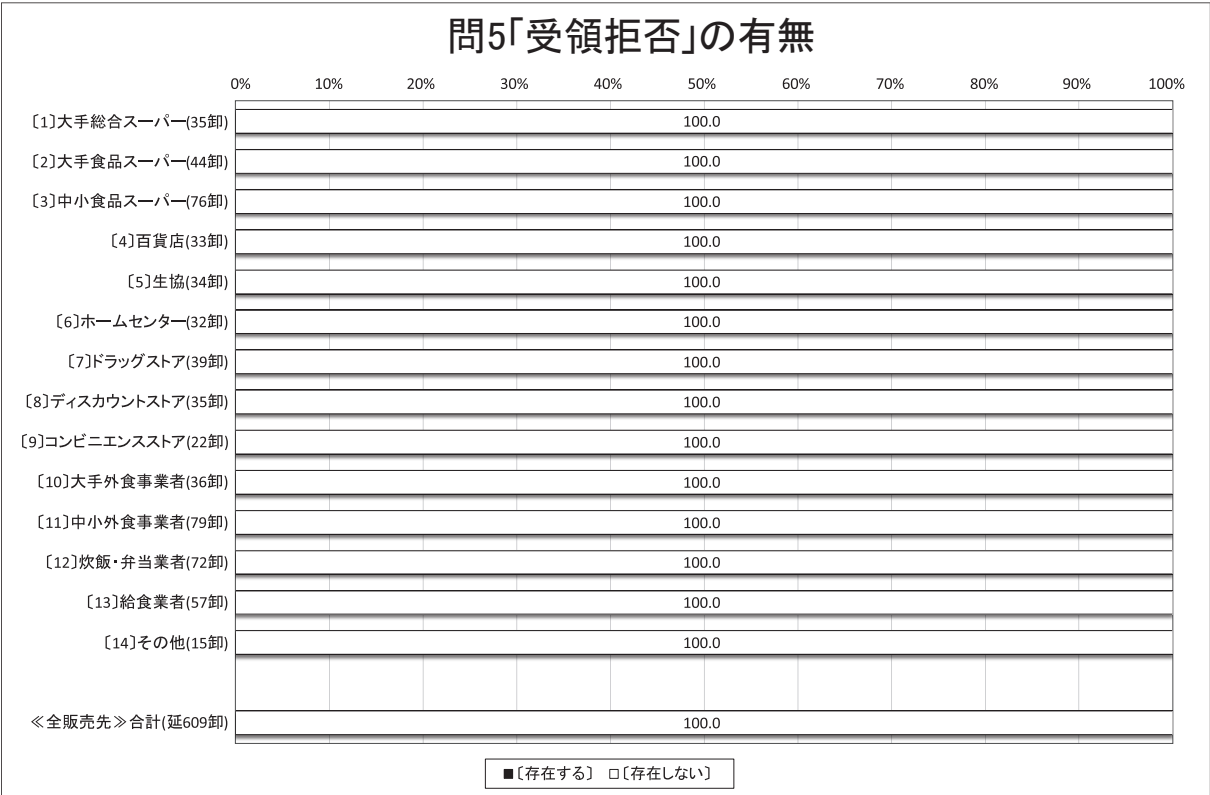 問5「受領拒否」の有無
0% 10% 20% 30% 40% 50% 60% 70% 80% 90% 100%
〔1〕大手総合スーパー(35卸) 100.0
〔2〕大手食品スーパー(44卸) 100.0
〔3〕中小食品スーパー(76卸) 100.0
〔4〕百貨店(33卸) 100.0
〔5〕生協(34卸) 100.0
〔6〕ホームセンター(32卸) 100.0
〔7〕ドラッグストア(39卸) 100.0
〔8〕ディスカウントストア(35卸) 100.0
〔9〕コンビニエンスストア(22卸) 100.0
〔10〕大手外食事業者(36卸) 100.0
〔11〕中小外食事業者(79卸) 100.0
〔12〕炊飯・弁当業者(72卸) 100.0
〔13〕給食業者(57卸) 100.0
〔14〕その他(15卸) 100.0
≪全販売先≫合計(延609卸) 100.0
■〔存在する〕 □〔存在しない〕